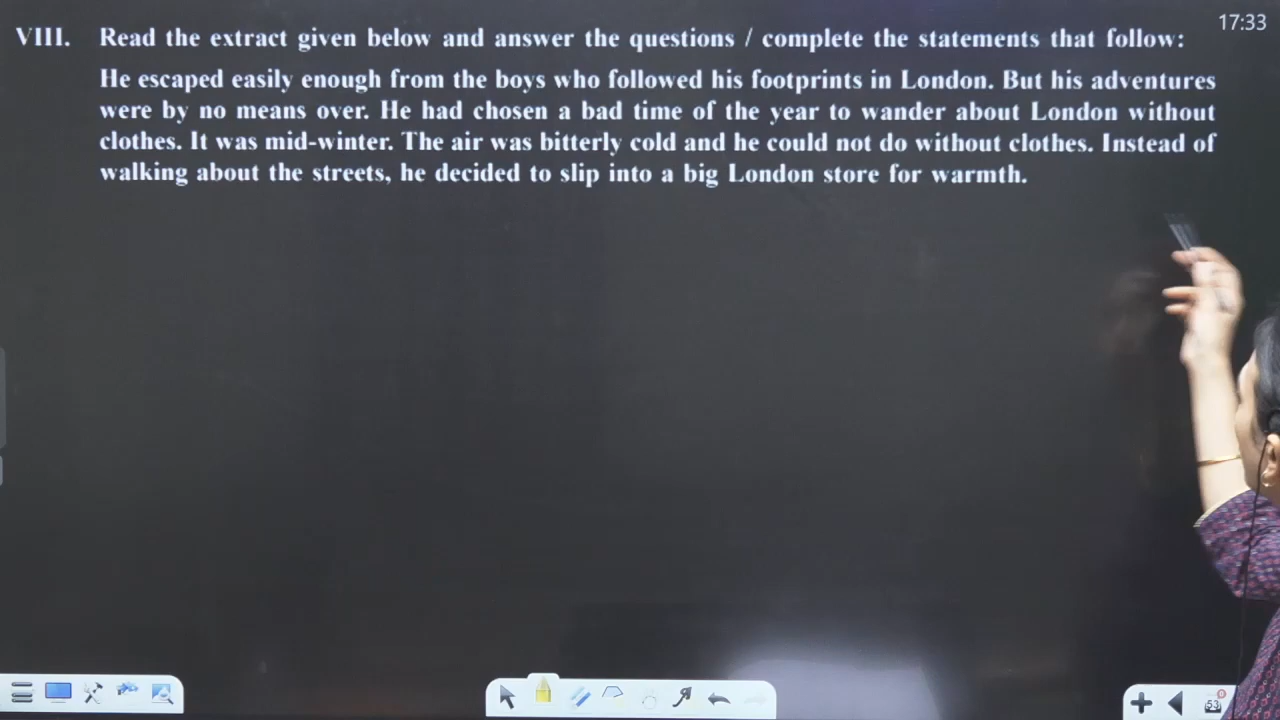 17:33
VIII. Read the extract given below and answer the questions / complete the statements that follow:
He escaped easily enough from the boys who followed his footprints in London. But his adventures
were by no means over. He had chosen a bad time of the year to wander about London without
clothes. It was mid-winter. The air was bitterly cold and he could not do without clothes. Instead of
walking about the streets, he decided to slip into a big London store for warmth.
53